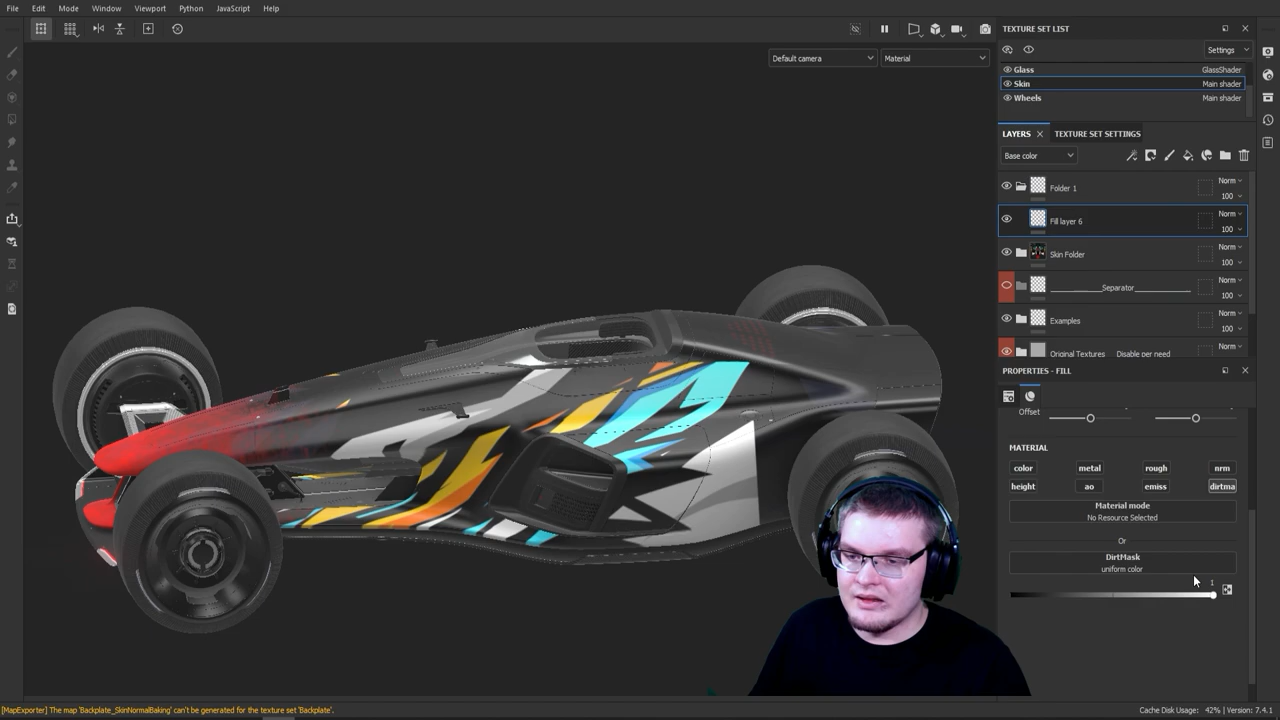 File Edit Mode Window Viewport Python JavaScript Help
TEXTURE SET LIST
Settings
Default camera
Material
Glass GlassShader
Skin Main shader
Wheels Main shader
LAYERS TEXTURE SET SETTINGS
Base color
Norm
Folder 1
100
Norm
Fill layer 6
100
Norm
Skin Folder
100
Norm
____________Separator____________________
100
Norm
Examples
100
Norm
Original Textures __ Disable per need
PROPERTIES - FILL
Offset
MATERIAL
color metal rough nrm
height ao emiss dirtma
Material mode
No Resource Selected
Or
DirtMask
uniform color
1
[MapExporter] The map 'Backplate_SkinNormalBaking' can't be generated for the texture set 'Backplate'.
Cache Disk Usage: 42% | Version: 7.4.1